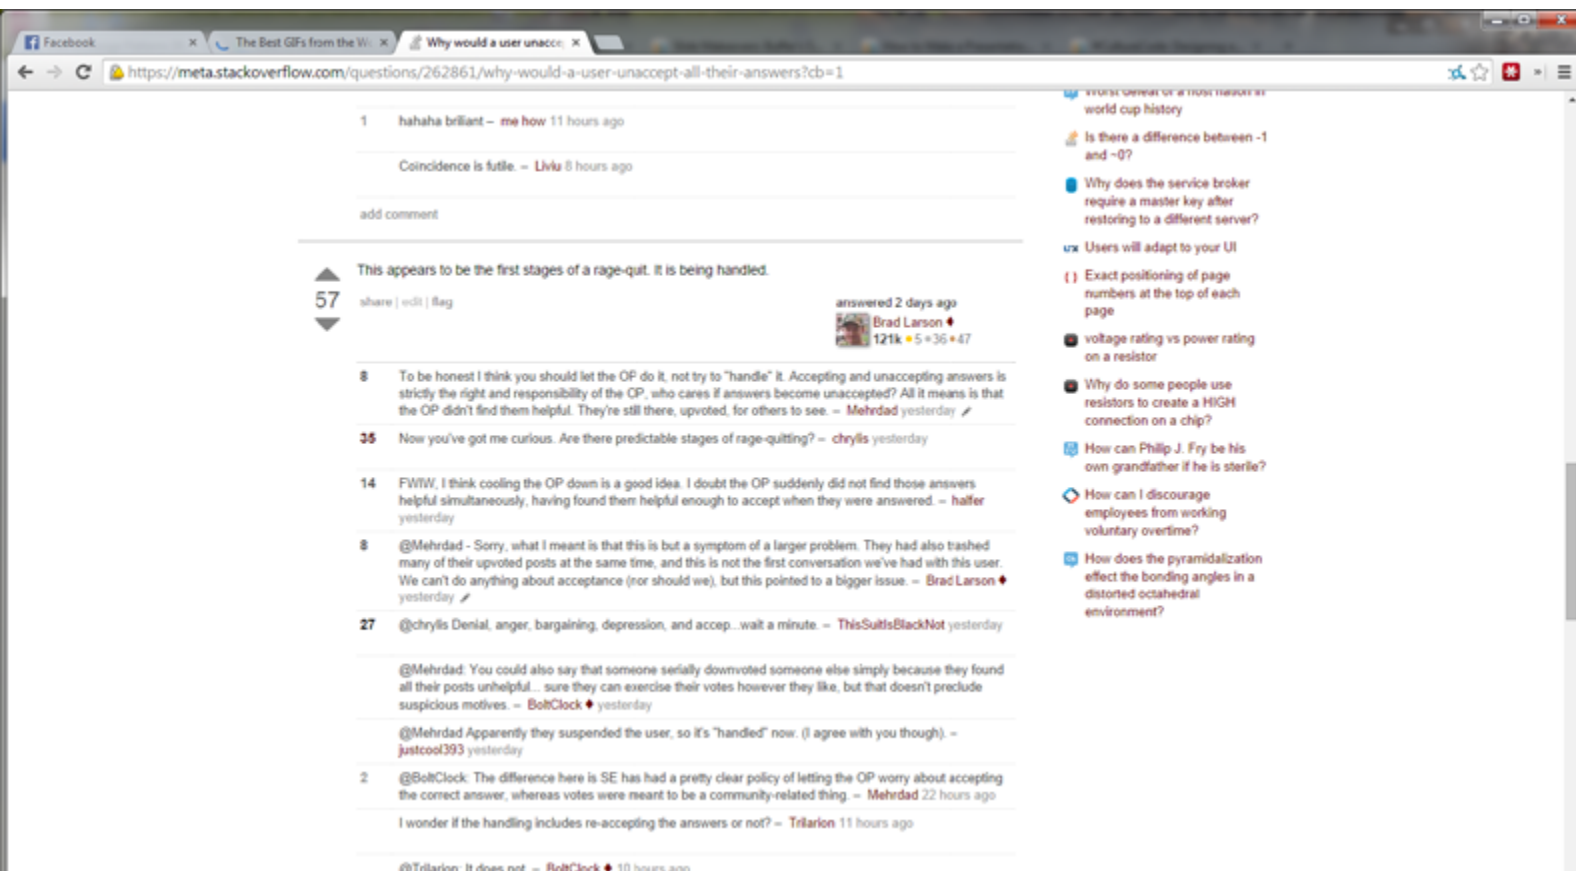 Facebook
The Best GIFs from the W
Why would a user unaccep
https://meta.stackoverflow.com/questions/262861/why-would-a-user-unaccept-all-their-answers?cb=1
1 hahaha briliant – me how 11 hours ago
Coincidence is futile. – Liviu 8 hours ago
add comment
This appears to be the first stages of a rage-quit. It is being handled.
57
share | edit | flag
answered 2 days ago
Brad Larson ♦
121k ●5 ●36 ●47
8 To be honest I think you should let the OP do it, not try to "handle" it. Accepting and unaccepting answers is
strictly the right and responsibility of the OP, who cares if answers become unaccepted? All it means is that
the OP didn't find them helpful. They're still there, upvoted, for others to see. – Mehrdad yesterday
35 Now you've got me curious. Are there predictable stages of rage-quitting? – chrylis yesterday
14 FWIW, I think cooling the OP down is a good idea. I doubt the OP suddenly did not find those answers
helpful simultaneously, having found them helpful enough to accept when they were answered. – halfer
yesterday
8 @Mehrdad - Sorry, what I meant is that this is but a symptom of a larger problem. They had also trashed
many of their upvoted posts at the same time, and this is not the first conversation we've had with this user.
We can't do anything about acceptance (nor should we), but this pointed to a bigger issue. – Brad Larson ♦
yesterday
27 @chrylis Denial, anger, bargaining, depression, and accep...wait a minute. – ThisSuitIsBlackNot yesterday
@Mehrdad: You could also say that someone serially downvoted someone else simply because they found
all their posts unhelpful... sure they can exercise their votes however they like, but that doesn't preclude
suspicious motives. – BoltClock ♦ yesterday
@Mehrdad Apparently they suspended the user, so it's "handled" now. (I agree with you though). –
justcool393 yesterday
2 @BoltClock: The difference here is SE has had a pretty clear policy of letting the OP worry about accepting
the correct answer, whereas votes were meant to be a community-related thing. – Mehrdad 22 hours ago
I wonder if the handling includes re-accepting the answers or not? – Trilarion 11 hours ago
@Trilarion: It does not. – BoltClock ♦ 10 hours ago
Worst defeat of a host nation in
world cup history
Is there a difference between -1
and ~0?
Why does the service broker
require a master key after
restoring to a different server?
Users will adapt to your UI
Exact positioning of page
numbers at the top of each
page
voltage rating vs power rating
on a resistor
Why do some people use
resistors to create a HIGH
connection on a chip?
How can Philip J. Fry be his
own grandfather if he is sterile?
How can I discourage
employees from working
voluntary overtime?
How does the pyramidalization
effect the bonding angles in a
distorted octahedral
environment?